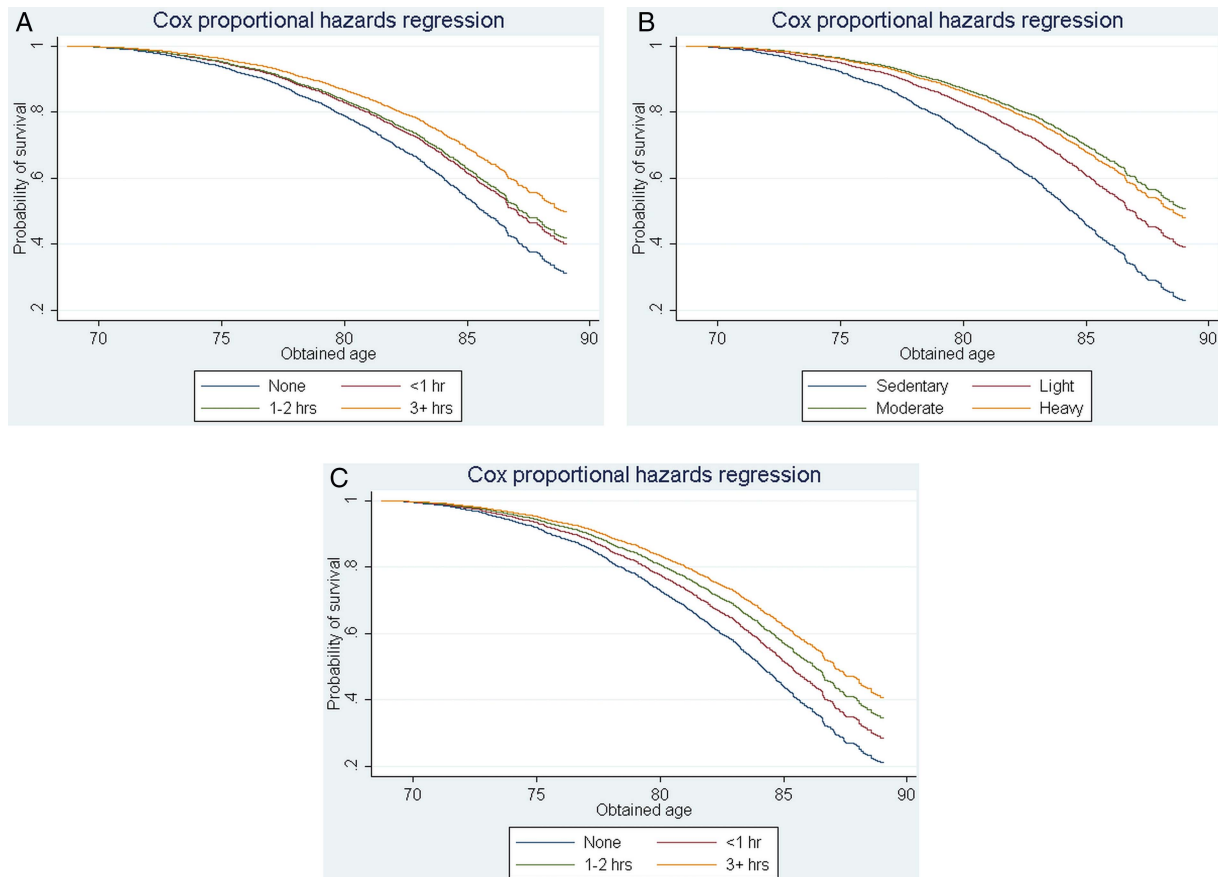 A
Cox proportional hazards regression
Probability of survival
1
.8
.6
.4
.2
70 75 80 85 90
Obtained age
None <1 hr
1-2 hrs 3+ hrs
B
Cox proportional hazards regression
Probability of survival
1
.8
.6
.4
.2
70 75 80 85 90
Obtained age
Sedentary Light
Moderate Heavy
C
Cox proportional hazards regression
Probability of survival
1
.8
.6
.4
.2
70 75 80 85 90
Obtained age
None <1 hr
1-2 hrs 3+ hrs